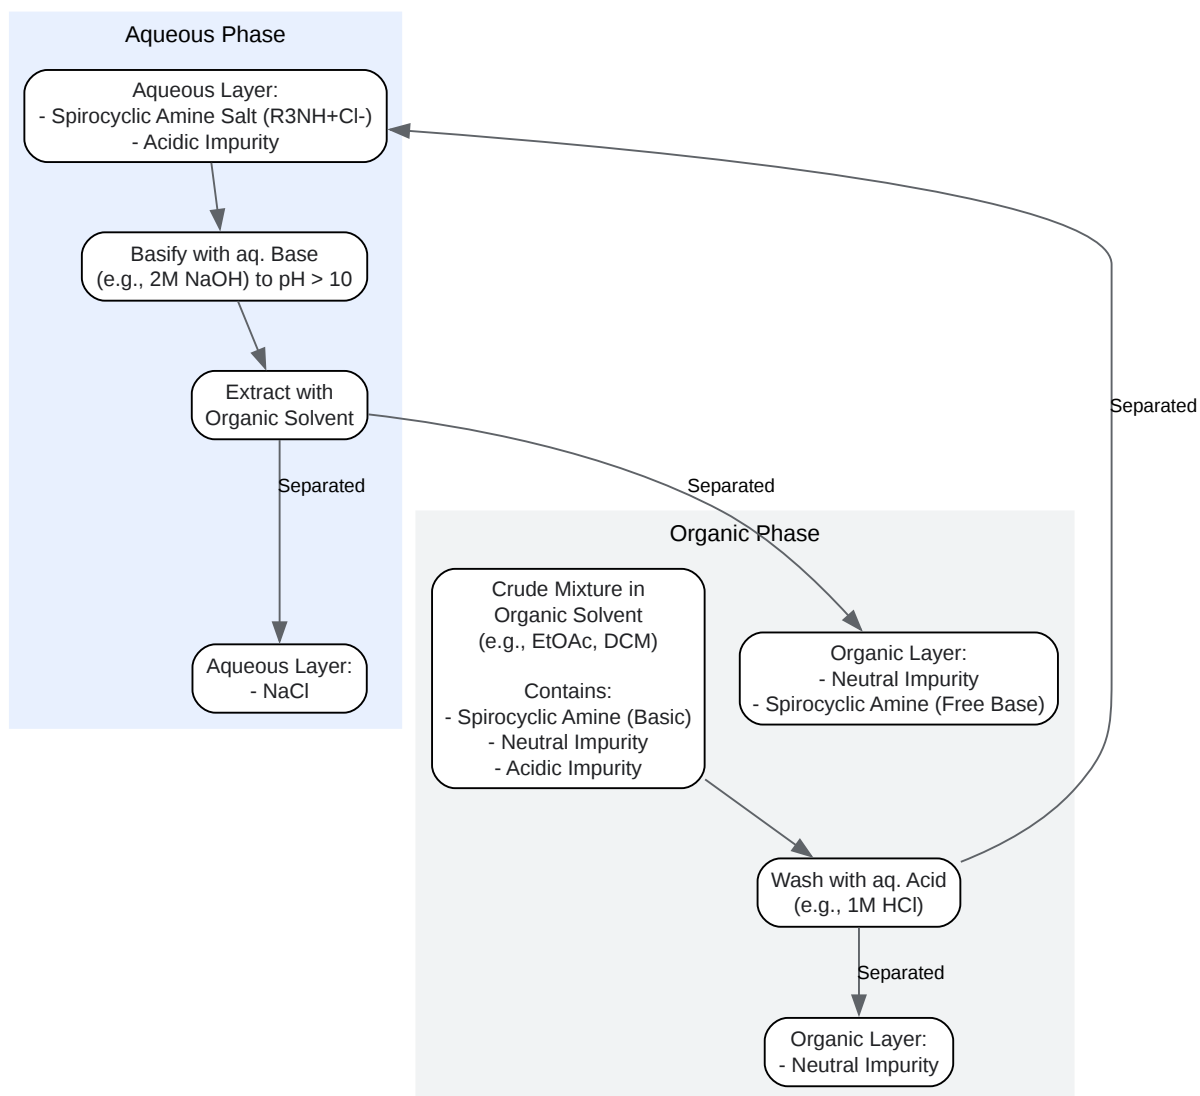 Aqueous Phase
Aqueous Layer:
- Spirocyclic Amine Salt (R3NH+Cl-)
- Acidic Impurity
Basify with aq. Base
(e.g., 2M NaOH) to pH > 10
Extract with
Organic Solvent
Separated
Separated
Separated
Aqueous Layer:
- NaCl
Organic Phase
Crude Mixture in
Organic Solvent
(e.g., EtOAc, DCM)
Contains:
- Spirocyclic Amine (Basic)
- Neutral Impurity
- Acidic Impurity
Organic Layer:
- Neutral Impurity
- Spirocyclic Amine (Free Base)
Wash with aq. Acid
(e.g., 1M HCl)
Separated
Organic Layer:
- Neutral Impurity